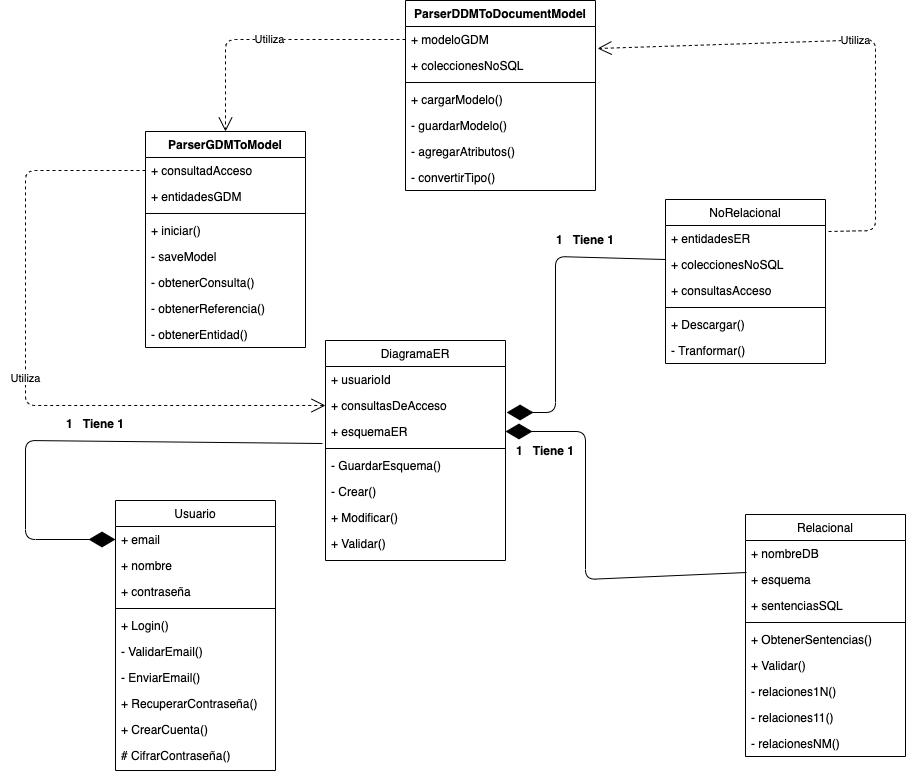 ParserDDMToDocumentModel
+ modeloGDM
+ coleccionesNoSQL
+ cargarModelo()
- guardarModelo()
- agregarAtributos()
- convertirTipo()
Utiliza
Utiliza
ParserGDMToModel
+ consultadAcceso
+ entidadesGDM
+ iniciar()
- saveModel
- obtenerConsulta()
- obtenerReferencia()
- obtenerEntidad()
NoRelacional
+ entidadesER
+ coleccionesNoSQL
+ consultasAcceso
+ Descargar()
- Tranformar()
1 Tiene 1
Utiliza
DiagramaER
+ usuarioId
+ consultasDeAcceso
+ esquemaER
- GuardarEsquema()
- Crear()
+ Modificar()
+ Validar()
1 Tiene 1
1 Tiene 1
Usuario
+ email
+ nombre
+ contraseña
+ Login()
- ValidarEmail()
- EnviarEmail()
+ RecuperarContraseña()
+ CrearCuenta()
# CifrarContraseña()
Relacional
+ nombreDB
+ esquema
+ sentenciasSQL
+ ObtenerSentencias()
+ Validar()
- relaciones1N()
- relaciones11()
- relacionesNM()